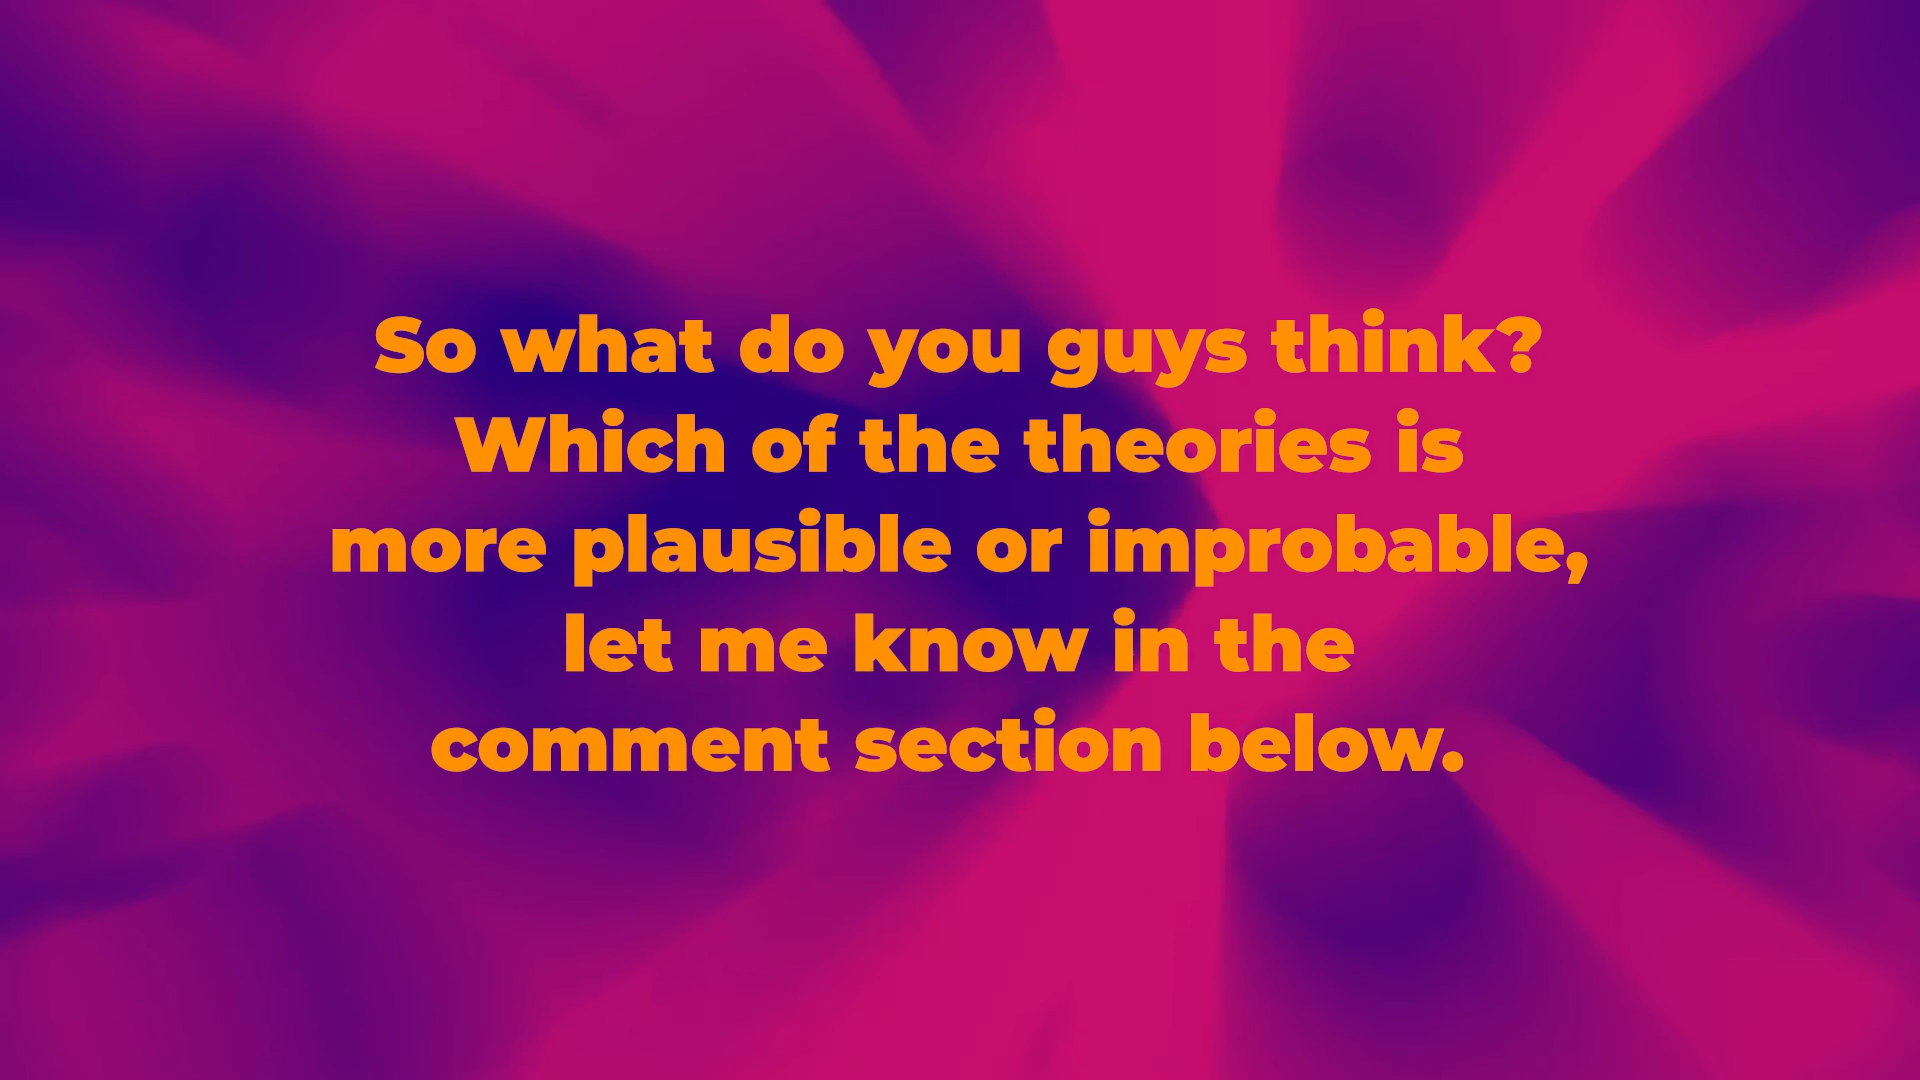 So what do you guys think?
Which of the theories is
more plausible or improbable,
let me know in the
comment section below.